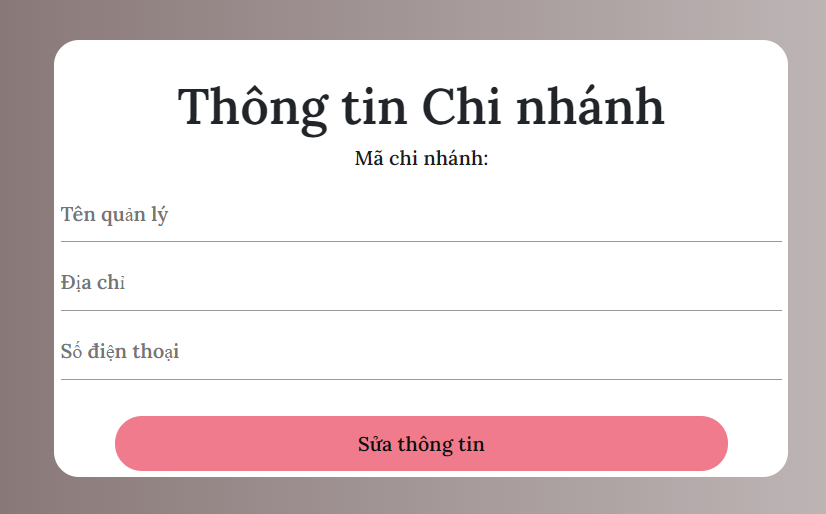 Thông tin Chi nhánh
Mã chi nhánh:
Tên quản lý
Địa chỉ
Số điện thoại
Sửa thông tin